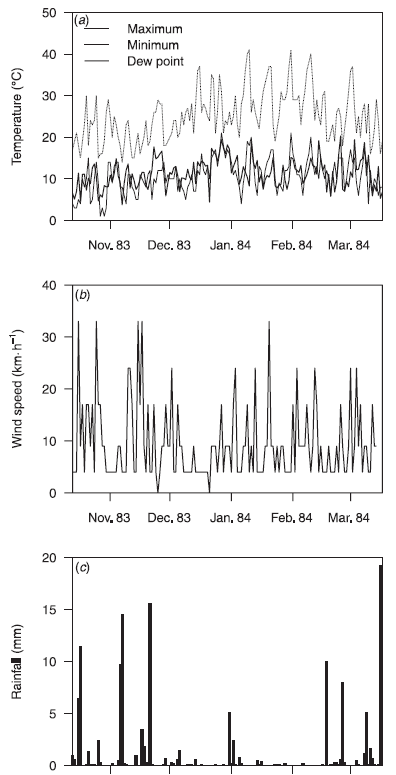 (a)
Maximum
Minimum
Dew point
Temperature (°C)
50
40
30
20
10
0
Nov. 83 Dec. 83 Jan. 84 Feb. 84 Mar. 84
(b)
Wind speed (km·h⁻¹)
40
30
20
10
0
Nov. 83 Dec. 83 Jan. 84 Feb. 84 Mar. 84
(c)
Rainfall (mm)
20
15
10
5
0